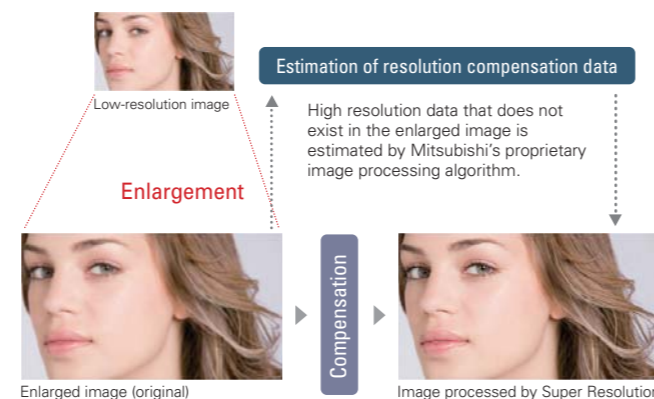 Estimation of resolution compensation data
Low-resolution image
High resolution data that does not
exist in the enlarged image is
estimated by Mitsubishi's proprietary
image processing algorithm.
Enlargement
Compensation
Enlarged image (original)
Image processed by Super Resolution